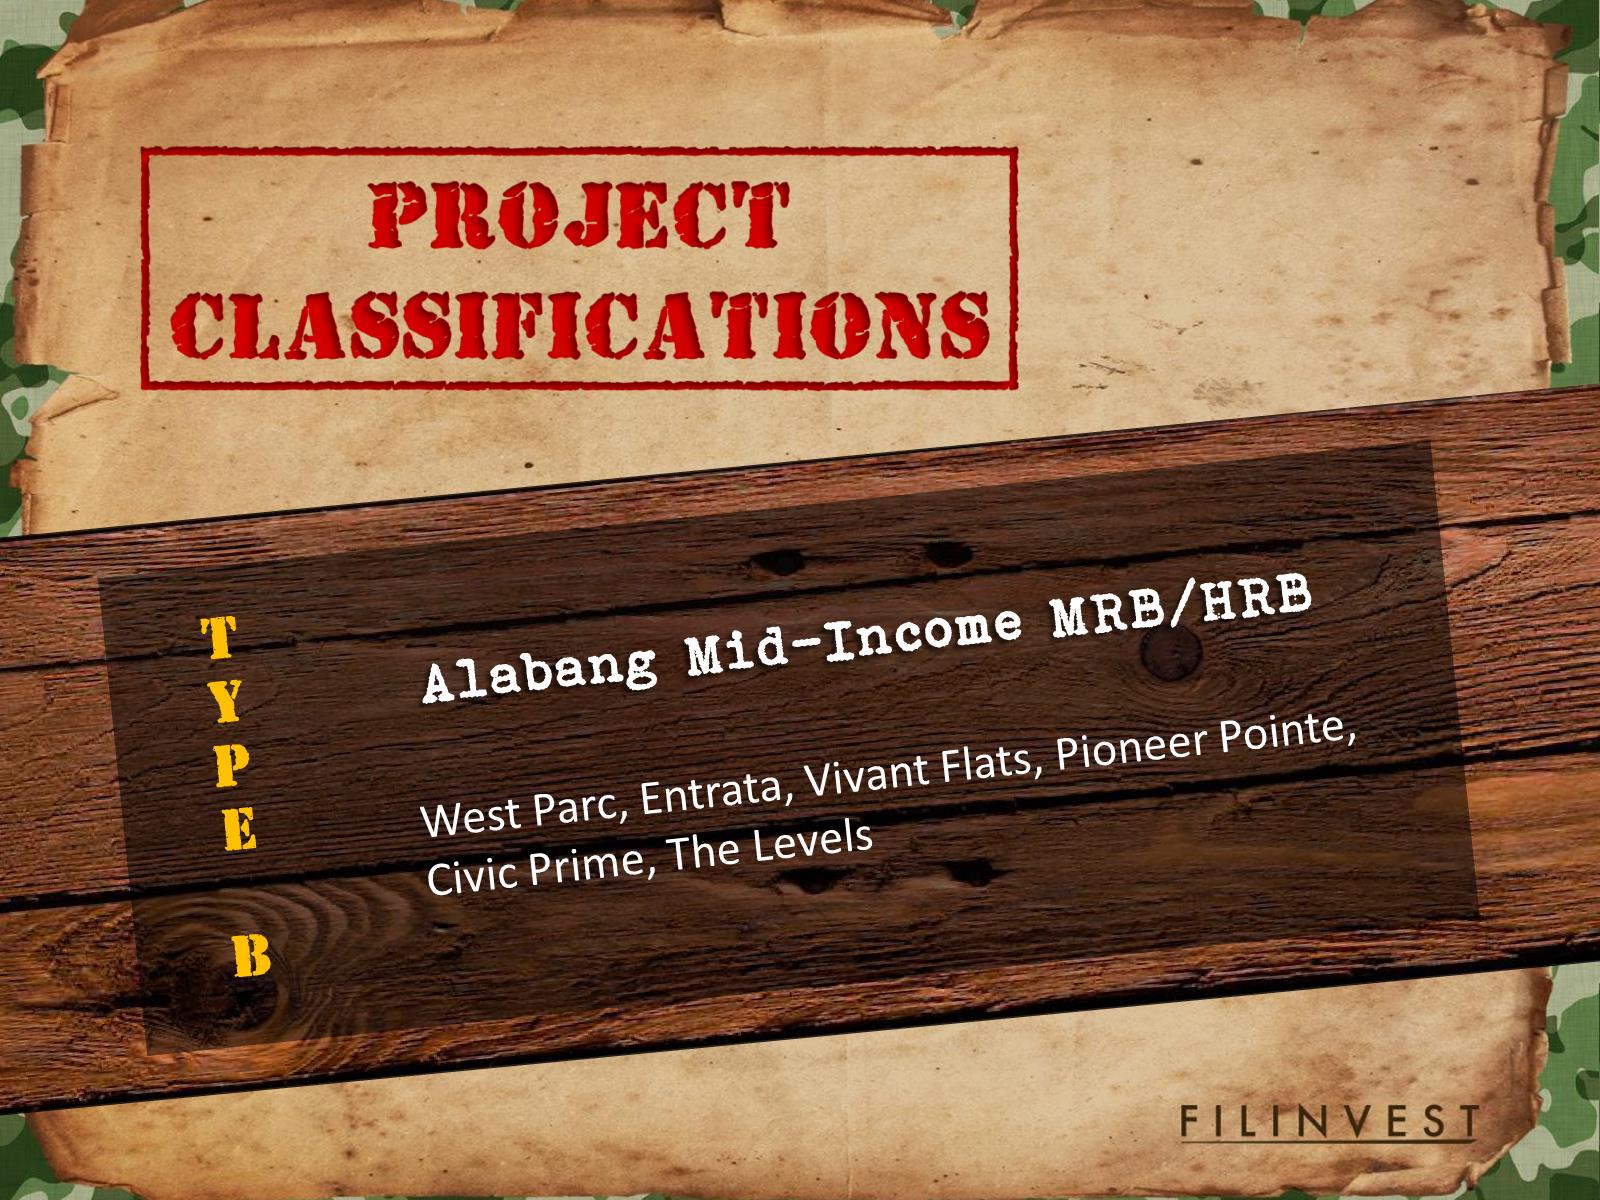 PROJECT
CLASSIFICATIONS
TYPE B
Alabang Mid-Income MRB/HRB
West Parc, Entrata, Vivant Flats, Pioneer Pointe,
Civic Prime, The Levels
FILINVEST